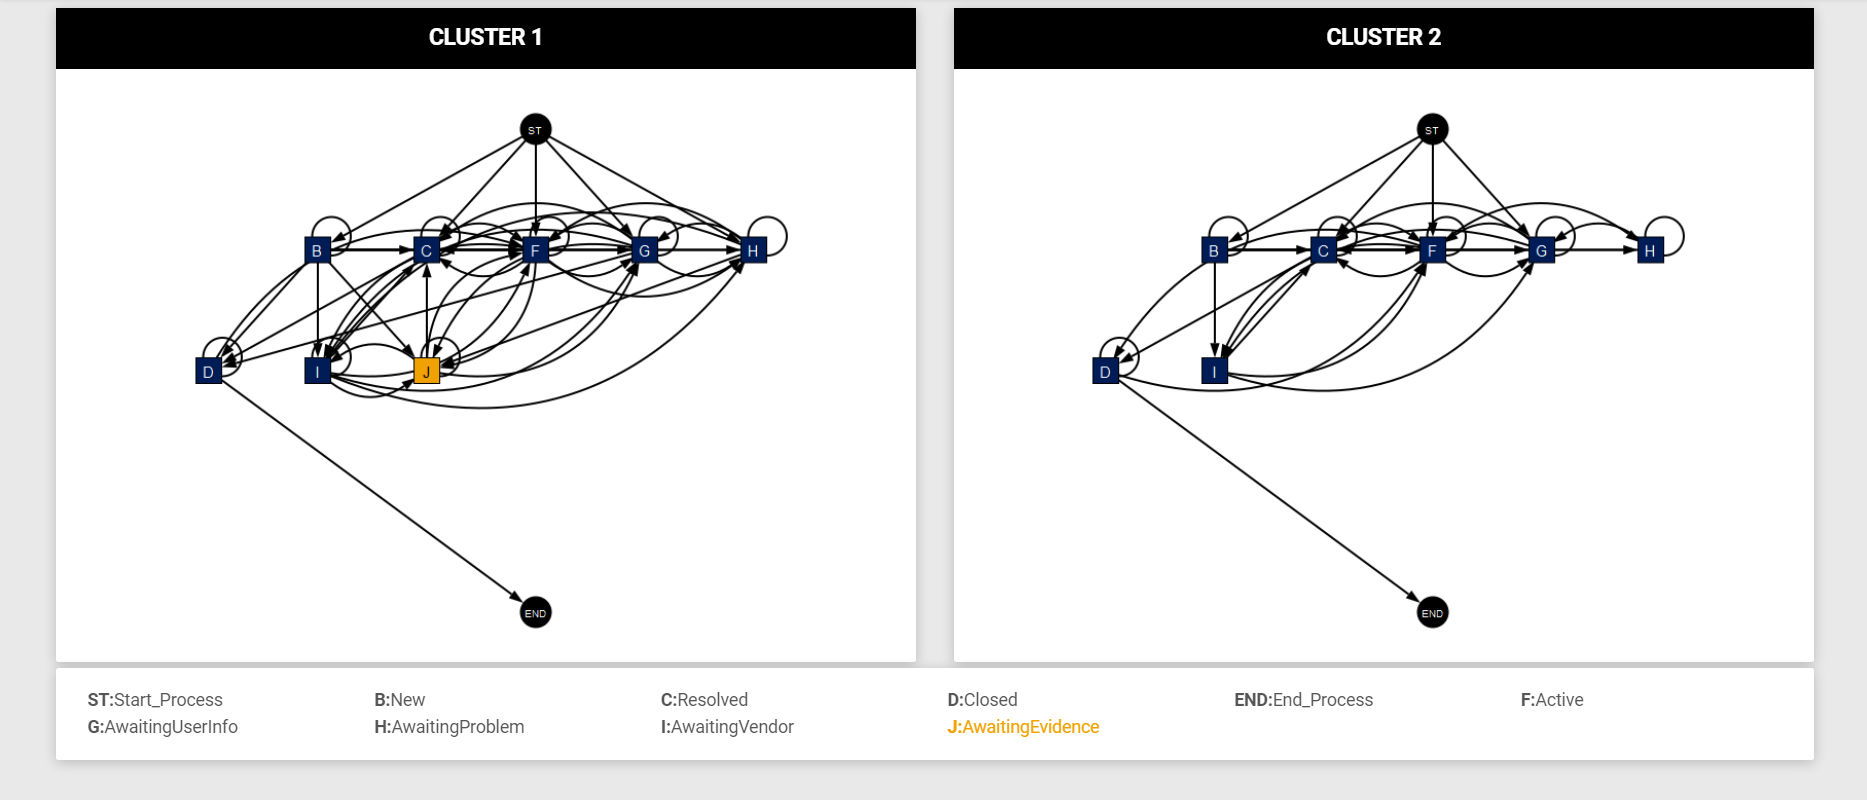 CLUSTER 1
CLUSTER 2
ST
B C F G H
D I J
END
ST
B C F G H
D I
END
ST:Start_Process B:New C:Resolved D:Closed END:End_Process F:Active
G:AwaitingUserInfo H:AwaitingProblem I:AwaitingVendor J:AwaitingEvidence